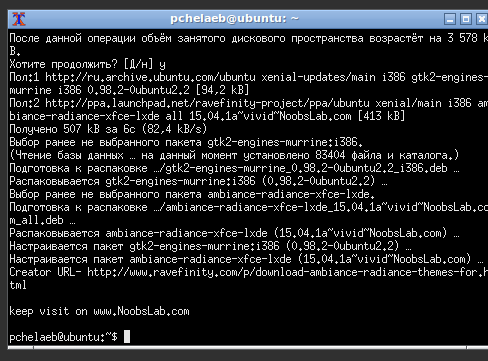 pchelaeb@ubuntu: ~
После данной операции объём занятого дискового пространства возрастёт на 3 578 k
B.
Хотите продолжить? [Д/н] y
Пол:1 http://ru.archive.ubuntu.com/ubuntu xenial-updates/main i386 gtk2-engines-
murrine i386 0.98.2-0ubuntu2.2 [94,2 kB]
Пол:2 http://ppa.launchpad.net/ravefinity-project/ppa/ubuntu xenial/main i386 am
biance-radiance-xfce-lxde all 15.04.1a~vivid~NoobsLab.com [413 kB]
Получено 507 kB за 6с (82,4 kB/s)
Выбор ранее не выбранного пакета gtk2-engines-murrine:i386.
(Чтение базы данных … на данный момент установлено 83404 файла и каталога.)
Подготовка к распаковке …/gtk2-engines-murrine_0.98.2-0ubuntu2.2_i386.deb …
Распаковывается gtk2-engines-murrine:i386 (0.98.2-0ubuntu2.2) …
Выбор ранее не выбранного пакета ambiance-radiance-xfce-lxde.
Подготовка к распаковке …/ambiance-radiance-xfce-lxde_15.04.1a~vivid~NoobsLab.co
m_all.deb …
Распаковывается ambiance-radiance-xfce-lxde (15.04.1a~vivid~NoobsLab.com) …
Настраивается пакет gtk2-engines-murrine:i386 (0.98.2-0ubuntu2.2) …
Настраивается пакет ambiance-radiance-xfce-lxde (15.04.1a~vivid~NoobsLab.com) …
Creator URL- http://www.ravefinity.com/p/download-ambiance-radiance-themes-for.h
tml
keep visit on www.NoobsLab.com
pchelaeb@ubuntu:~$